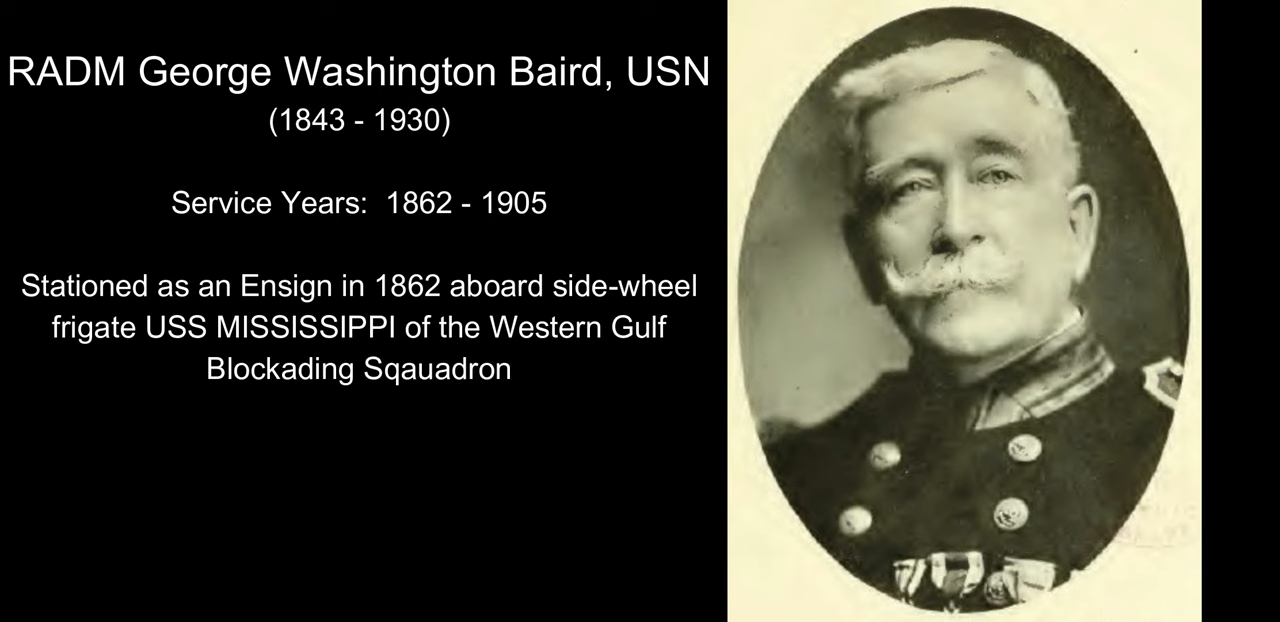 RADM George Washington Baird, USN
(1843 - 1930)
Service Years: 1862 - 1905
Stationed as an Ensign in 1862 aboard side-wheel
frigate USS MISSISSIPPI of the Western Gulf
Blockading Sqauadron